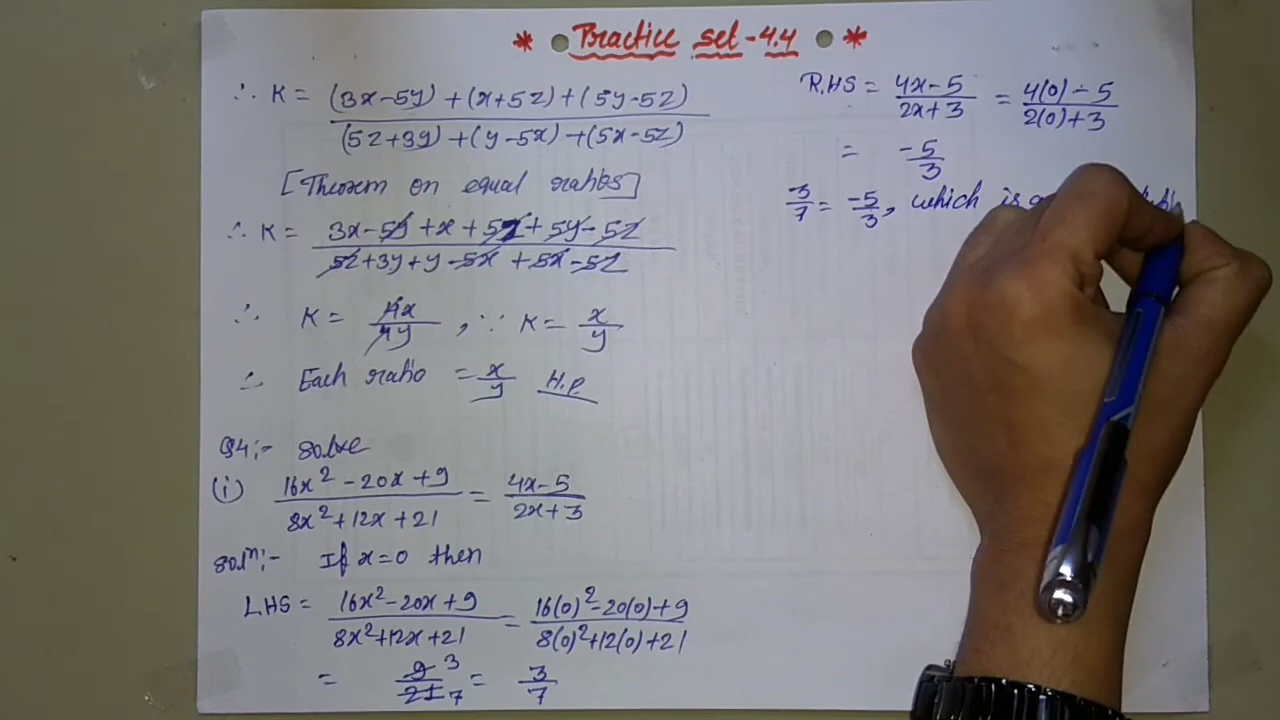 * Practice set - 4.4 *
∴ K = (3x-5y) + (x+5z) + (5y-5z) / (5z+3y) + (y-5x) + (5x-5z)
[Theorem on equal ratios]
∴ K = 3x-5y + x + 5z + 5y - 5z / 5z + 3y + y - 5x + 5x - 5z
∴ K = 4x / 4y , ∵ K = x / y
∴ Each ratio = x / y H.P.
Q4:- solve
(i) 16x² - 20x + 9 / 8x² + 12x + 21 = 4x-5 / 2x+3
solⁿ:- If x=0 then
LHS = 16x² - 20x + 9 / 8x² + 12x + 21 = 16(0)² - 20(0) + 9 / 8(0)² + 12(0) + 21
= 9 3 / 21 7 = 3 / 7
R.HS = 4x-5 / 2x+3 = 4(0) - 5 / 2(0) + 3
= -5 / 3
3 / 7 = -5 / 3, which is